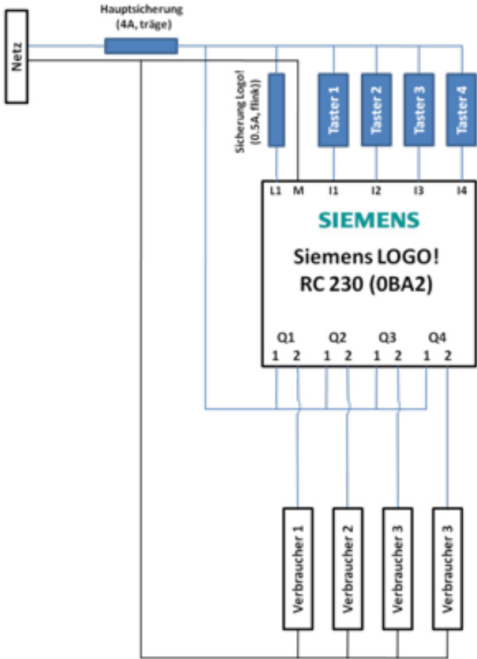 Hauptsicherung
(4A, träge)
Netz
Sicherung Logo!
(0.5A, flink))
Taster 1
Taster 2
Taster 3
Taster 4
L1 M I1 I2 I3 I4
SIEMENS
Siemens LOGO!
RC 230 (0BA2)
Q1 Q2 Q3 Q4
1 2 1 2 1 2 1 2
Verbraucher 1
Verbraucher 2
Verbraucher 3
Verbraucher 3